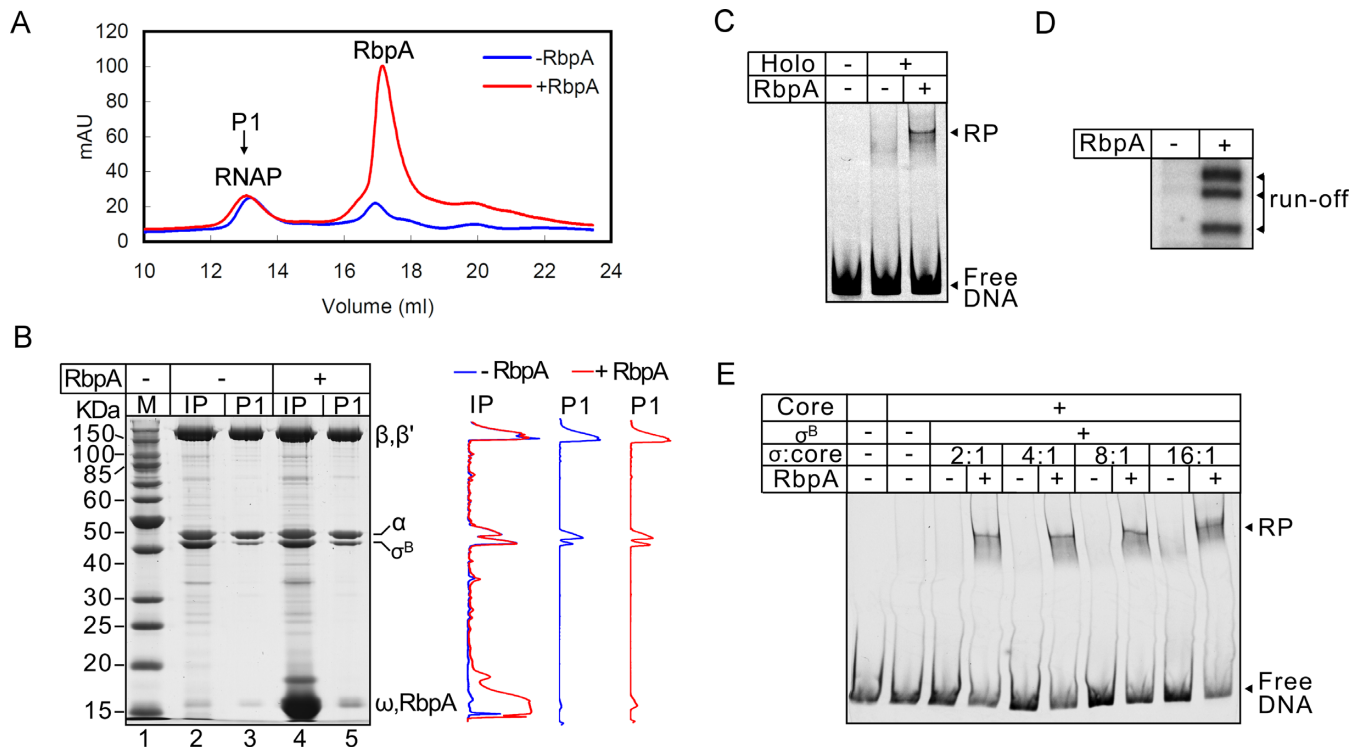 A
120
100
80
60
40
20
0
mAU
10 12 14 16 18 20 22 24
Volume (ml)
P1
RNAP
RbpA
-RbpA
+RbpA
B
RbpA - - +
KDa M IP P1 IP P1
150
100
85
60
50
40
30
25
20
15
β,β'
α
σB
ω,RbpA
1 2 3 4 5
- RbpA + RbpA
IP P1 P1
C
Holo - +
RbpA - - +
RP
Free
DNA
D
RbpA - +
run-off
E
Core - +
σB - - +
σ:core - - 2:1 4:1 8:1 16:1
RbpA - - - + - + - + - +
RP
Free
DNA